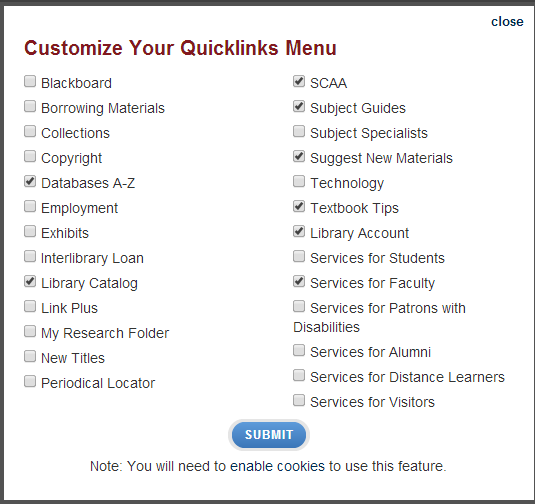 close
Customize Your Quicklinks Menu
Blackboard
Borrowing Materials
Collections
Copyright
Databases A-Z
Employment
Exhibits
Interlibrary Loan
Library Catalog
Link Plus
My Research Folder
New Titles
Periodical Locator
SCAA
Subject Guides
Subject Specialists
Suggest New Materials
Technology
Textbook Tips
Library Account
Services for Students
Services for Faculty
Services for Patrons with
Disabilities
Services for Alumni
Services for Distance Learners
Services for Visitors
SUBMIT
Note: You will need to enable cookies to use this feature.